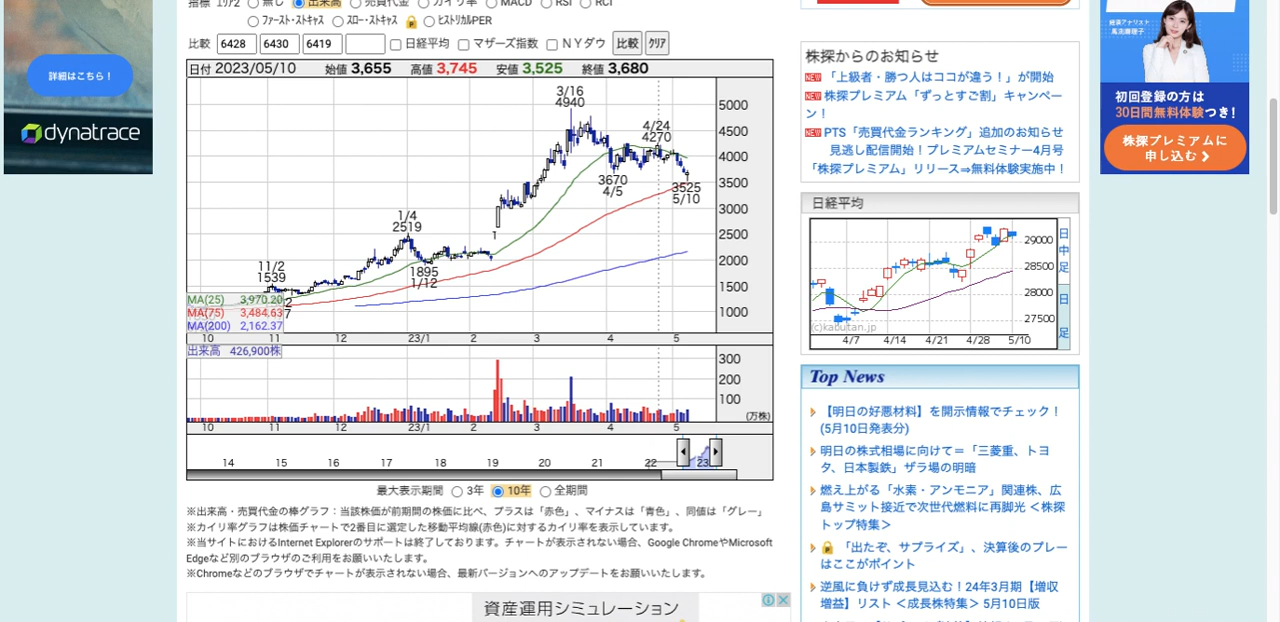 詳細はこちら！
dynatrace
指標 エリア2 無し 出来高 売買代金 カイリ率 MACD RSI RCI
ファースト・ストキャス スロー・ストキャス ヒストリカルPER
比較 6428 6430 6419 日経平均 マザーズ指数 NYダウ 比較 クリア
日付 2023/05/10 始値 3,655 高値 3,745 安値 3,525 終値 3,680
3/16
4940
4/24
4270
3670
4/5
3525
5/10
1/4
2519
1895
1/12
11/2
1539
5000
4500
4000
3500
3000
2500
2000
1500
1000
MA(25) 3,970.20
MA(75) 3,484.63
MA(200) 2,162.37
10 11 12 23/1 2 3 4 5
出来高 426,900株
300
200
100
(万株)
10 11 12 23/1 2 3 4 5
14 15 16 17 18 19 20 21 22 23
最大表示期間 3年 10年 全期間
※出来高・売買代金の棒グラフ：当該株価が前期間の株価に比べ、プラスは「赤色」、マイナスは「青色」、同値は「グレー」
※カイリ率グラフは株価チャートで2番目に選定した移動平均線(赤色)に対するカイリ率を表示しています。
※当サイトにおけるInternet Explorerのサポートは終了しております。チャートが表示されない場合、Google ChromeやMicrosoft
Edgeなど別のブラウザのご利用をお願いいたします。
※Chromeなどのブラウザでチャートが表示されない場合、最新バージョンへのアップデートをお願いいたします。
資産運用シミュレーション
株探からのお知らせ
NEW 「上級者・勝つ人はココが違う！」が開始
NEW 株探プレミアム「ずっとすご割」キャンペー
ン！
NEW PTS「売買代金ランキング」追加のお知らせ
見逃し配信開始！プレミアムセミナー4月号
「株探プレミアム」リリース⇒無料体験実施中！
日経平均
29000
28500
28000
27500
(c)kabutan.jp
4/7 4/14 4/21 4/28 5/10
日中足
日足
Top News
【明日の好悪材料】を開示情報でチェック！
(5月10日発表分)
明日の株式相場に向けて＝「三菱重、トヨ
タ、日本製鉄」ザラ場の明暗
燃え上がる「水素・アンモニア」関連株、広
島サミット接近で次世代燃料に再脚光 ＜株探
トップ特集＞
「出たぞ、サプライズ」、決算後のプレー
はここがポイント
逆風に負けず成長見込む！24年3月期【増収
増益】リスト ＜成長株特集＞ 5月10日版
経済アナリスト
初回登録の方は
30日間無料体験つき！
株探プレミアムに
申し込む